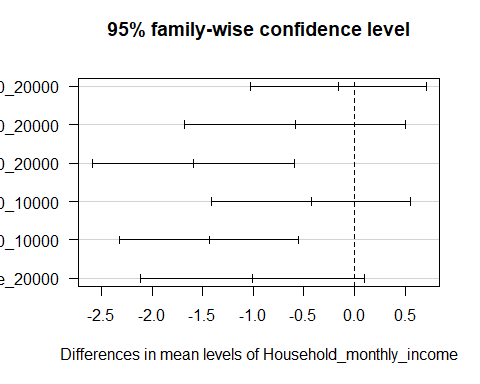 95% family-wise confidence level
0_20000
0_20000
0_20000
0_10000
0_10000
e_20000
-2.5 -2.0 -1.5 -1.0 -0.5 0.0 0.5
Differences in mean levels of Household_monthly_income